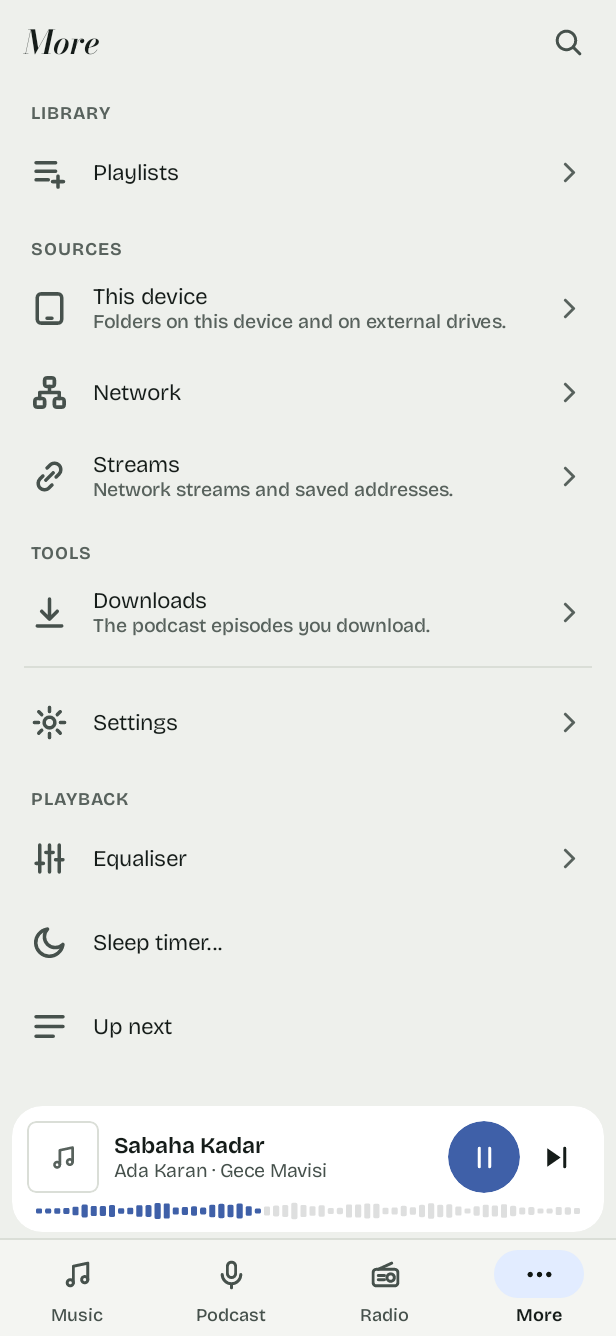 More
LIBRARY
Playlists
SOURCES
This device
Folders on this device and on external drives.
Network
Streams
Network streams and saved addresses.
TOOLS
Downloads
The podcast episodes you download.
Settings
PLAYBACK
Equaliser
Sleep timer...
Up next
Sabaha Kadar
Ada Karan · Gece Mavisi
Music
Podcast
Radio
More